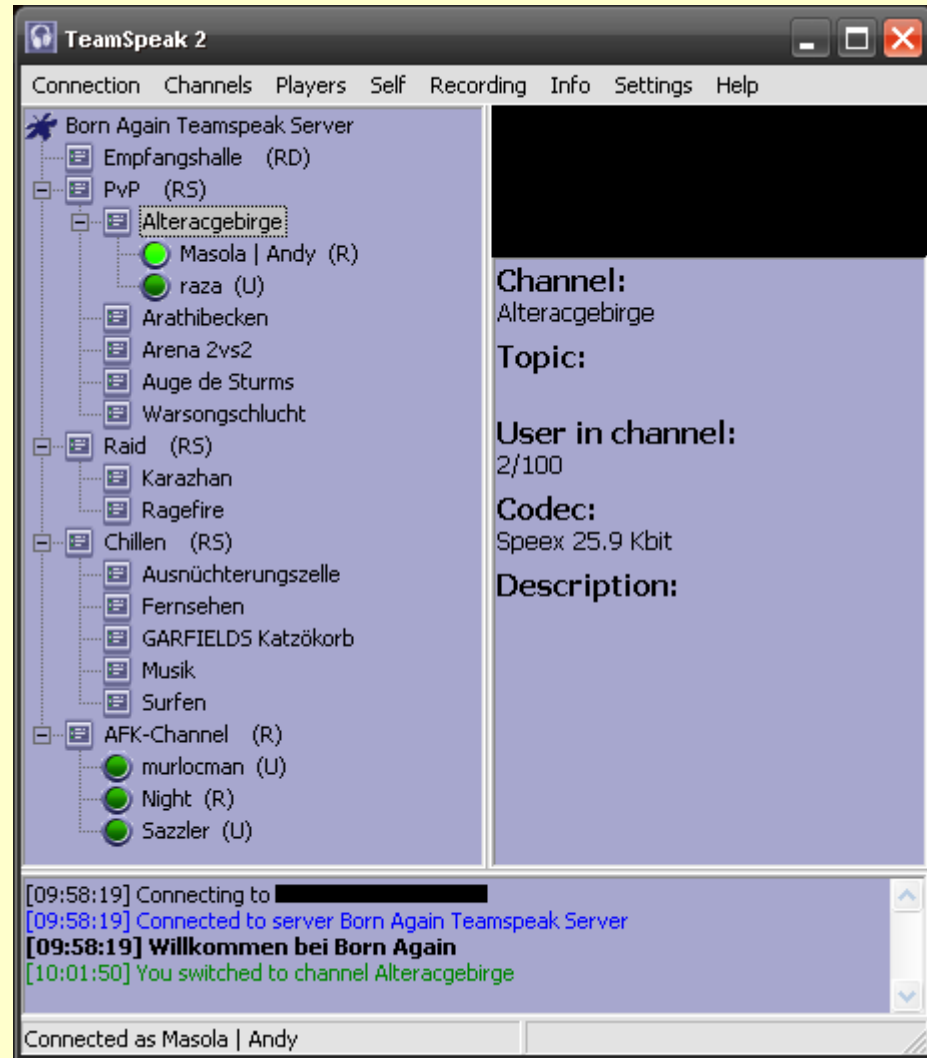 TeamSpeak 2
Connection Channels Players Self Recording Info Settings Help
Born Again Teamspeak Server
Empfangshalle (RD)
PvP (RS)
Alteracgebirge
Masola | Andy (R)
raza (U)
Arathibecken
Arena 2vs2
Auge de Sturms
Warsongschlucht
Raid (RS)
Karazhan
Ragefire
Chillen (RS)
Ausnüchterungszelle
Fernsehen
GARFIELDS Katzökorb
Musik
Surfen
AFK-Channel (R)
murlocman (U)
Night (R)
Sazzler (U)
Channel:
Alteracgebirge
Topic:
User in channel:
2/100
Codec:
Speex 25.9 Kbit
Description:
[09:58:19] Connecting to
[09:58:19] Connected to server Born Again Teamspeak Server
[09:58:19] Willkommen bei Born Again
[10:01:50] You switched to channel Alteracgebirge
Connected as Masola | Andy